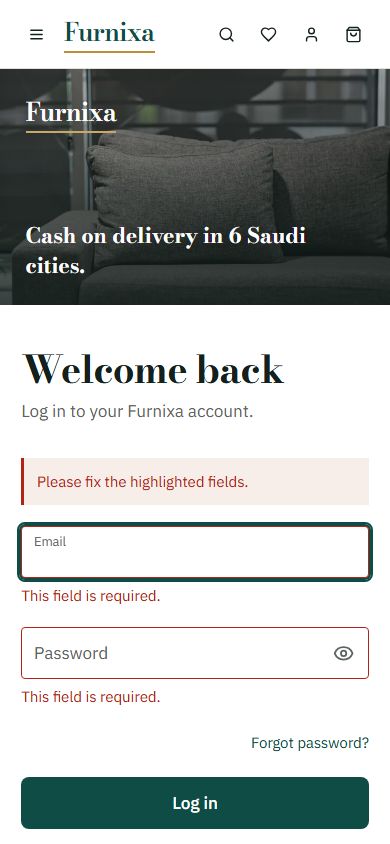 Furnixa
Furnixa
Cash on delivery in 6 Saudi
cities.
Welcome back
Log in to your Furnixa account.
Please fix the highlighted fields.
Email
This field is required.
Password
This field is required.
Forgot password?
Log in